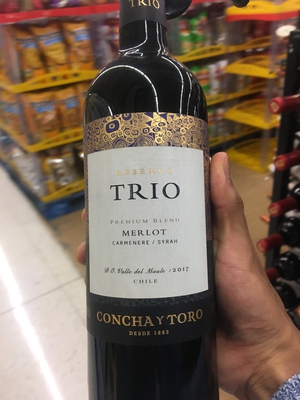 TRIO
RESERVA
TRIO
PREMIUM BLEND
MERLOT
CARMENERE / SYRAH
D.O. Valle del Maule / 2017
CHILE
CONCHA Y TORO
DESDE 1883